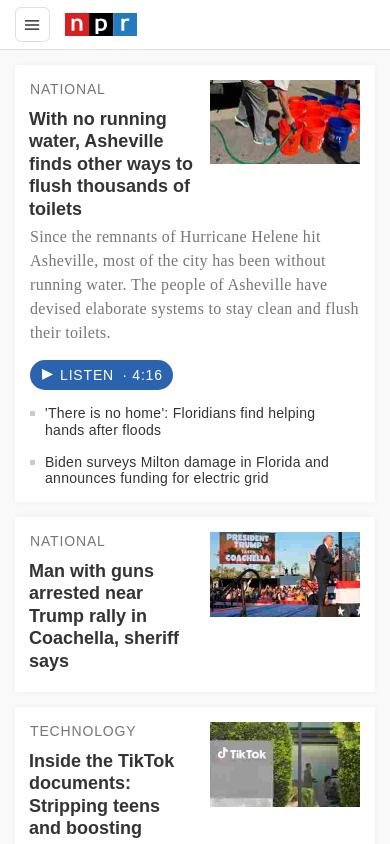 npr
NATIONAL
With no running
water, Asheville
finds other ways to
flush thousands of
toilets
Since the remnants of Hurricane Helene hit
Asheville, most of the city has been without
running water. The people of Asheville have
devised elaborate systems to stay clean and flush
their toilets.
LISTEN · 4:16
'There is no home': Floridians find helping
hands after floods
Biden surveys Milton damage in Florida and
announces funding for electric grid
NATIONAL
Man with guns
arrested near
Trump rally in
Coachella, sheriff
says
PRESIDENT
TRUMP
COACHELLA
TECHNOLOGY
Inside the TikTok
documents:
Stripping teens
and boosting
TikTok